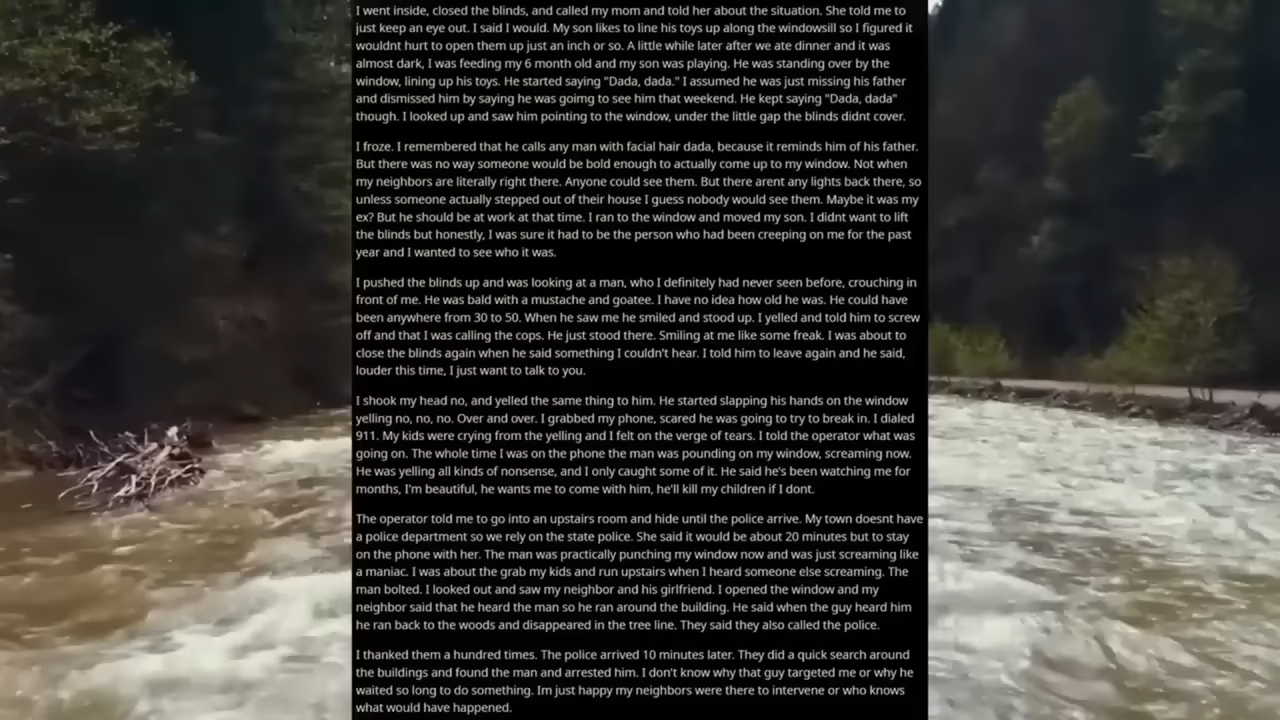 I went inside, closed the blinds, and called my mom and told her about the situation. She told me to
just keep an eye out. I said I would. My son likes to line his toys up along the windowsill so I figured it
wouldnt hurt to open them up just an inch or so. A little while later after we ate dinner and it was
almost dark, I was feeding my 6 month old and my son was playing. He was standing over by the
window, lining up his toys. He started saying "Dada, dada." I assumed he was just missing his father
and dismissed him by saying he was goimg to see him that weekend. He kept saying "Dada, dada"
though. I looked up and saw him pointing to the window, under the little gap the blinds didnt cover.
I froze. I remembered that he calls any man with facial hair dada, because it reminds him of his father.
But there was no way someone would be bold enough to actually come up to my window. Not when
my neighbors are literally right there. Anyone could see them. But there arent any lights back there, so
unless someone actually stepped out of their house I guess nobody would see them. Maybe it was my
ex? But he should be at work at that time. I ran to the window and moved my son. I didnt want to lift
the blinds but honestly, I was sure it had to be the person who had been creeping on me for the past
year and I wanted to see who it was.
I pushed the blinds up and was looking at a man, who I definitely had never seen before, crouching in
front of me. He was bald with a mustache and goatee. I have no idea how old he was. He could have
been anywhere from 30 to 50. When he saw me he smiled and stood up. I yelled and told him to screw
off and that I was calling the cops. He just stood there. Smiling at me like some freak. I was about to
close the blinds again when he said something I couldn't hear. I told him to leave again and he said,
louder this time, I just want to talk to you.
I shook my head no, and yelled the same thing to him. He started slapping his hands on the window
yelling no, no, no. Over and over. I grabbed my phone, scared he was going to try to break in. I dialed
911. My kids were crying from the yelling and I felt on the verge of tears. I told the operator what was
going on. The whole time I was on the phone the man was pounding on my window, screaming now.
He was yelling all kinds of nonsense, and I only caught some of it. He said he's been watching me for
months, I'm beautiful, he wants me to come with him, he'll kill my children if I dont.
The operator told me to go into an upstairs room and hide until the police arrive. My town doesnt have
a police department so we rely on the state police. She said it would be about 20 minutes but to stay
on the phone with her. The man was practically punching my window now and was just screaming like
a maniac. I was about the grab my kids and run upstairs when I heard someone else screaming. The
man bolted. I looked out and saw my neighbor and his girlfriend. I opened the window and my
neighbor said that he heard the man so he ran around the building. He said when the guy heard him
he ran back to the woods and disappeared in the tree line. They said they also called the police.
I thanked them a hundred times. The police arrived 10 minutes later. They did a quick search around
the buildings and found the man and arrested him. I don't know why that guy targeted me or why he
waited so long to do something. Im just happy my neighbors were there to intervene or who knows
what would have happened.